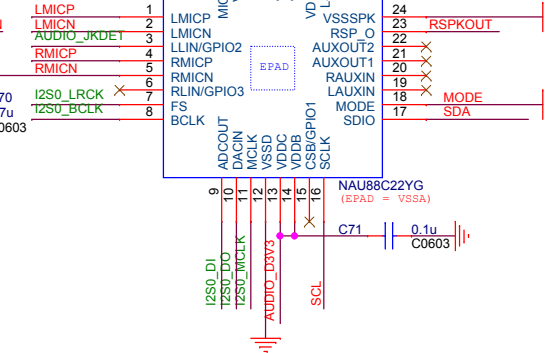 LMICP 1 LMICP
LMICN 2 LMICN
AUDIO_JKDET 3 LLIN/GPIO2
RMICP 4 RMICP
RMICN 5 RMICN
6 RLIN/GPIO3
I2S0_LRCK 7 FS
I2S0_BCLK 8 BCLK
70
7u
C0603
EPAD
VSSSPK 24
RSP_O 23 RSPKOUT
AUXOUT2 22
AUXOUT1 21
RAUXIN 20
LAUXIN 19
MODE 18 MODE
SDIO 17 SDA
ADCOUT 9 I2S0_DI
DACIN 10 I2S0_DO
MCLK 11 I2S0_MCLK
VSSD 12
VDDC 13 AUDIO_D3V3
VDDB 14
CSB/GPIO1 15
SCLK 16 SCL
NAU88C22YG
(EPAD = VSSA)
C71 0.1u
C0603